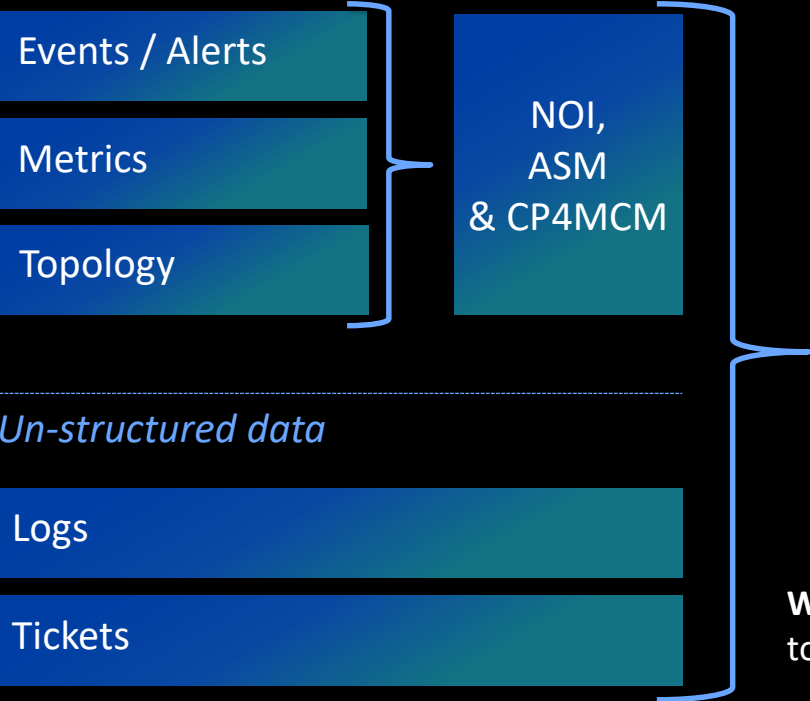 Events / Alerts
Metrics
Topology
NOI,
ASM
& CP4MCM
Un-structured data
Logs
Tickets